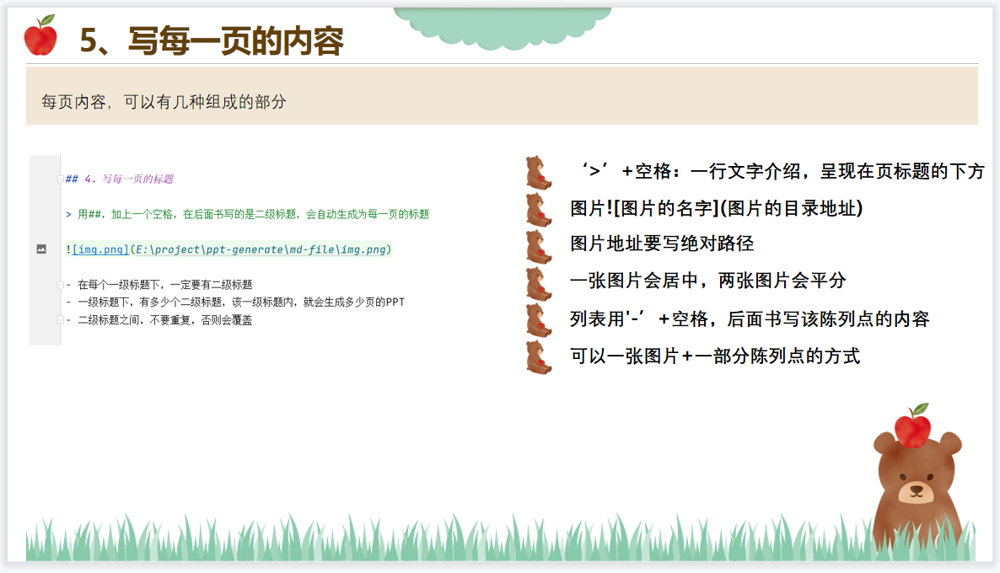 5、写每一页的内容
每页内容，可以有几种组成的部分
## 4、写每一页的标题
> 用##，加上一个空格，在后面书写的是二级标题，会自动生成为每一页的标题
![img.png](E:\project\ppt-generate\md-file\img.png)
- 在每个一级标题下，一定要有二级标题
- 一级标题下，有多少个二级标题，该一级标题内，就会生成多少页的PPT
- 二级标题之间，不要重复，否则会覆盖
‘>’+空格：一行文字介绍，呈现在页标题的下方
图片![图片的名字](图片的目录地址)
图片地址要写绝对路径
一张图片会居中，两张图片会平分
列表用'-’+空格，后面书写该陈列点的内容
可以一张图片+一部分陈列点的方式